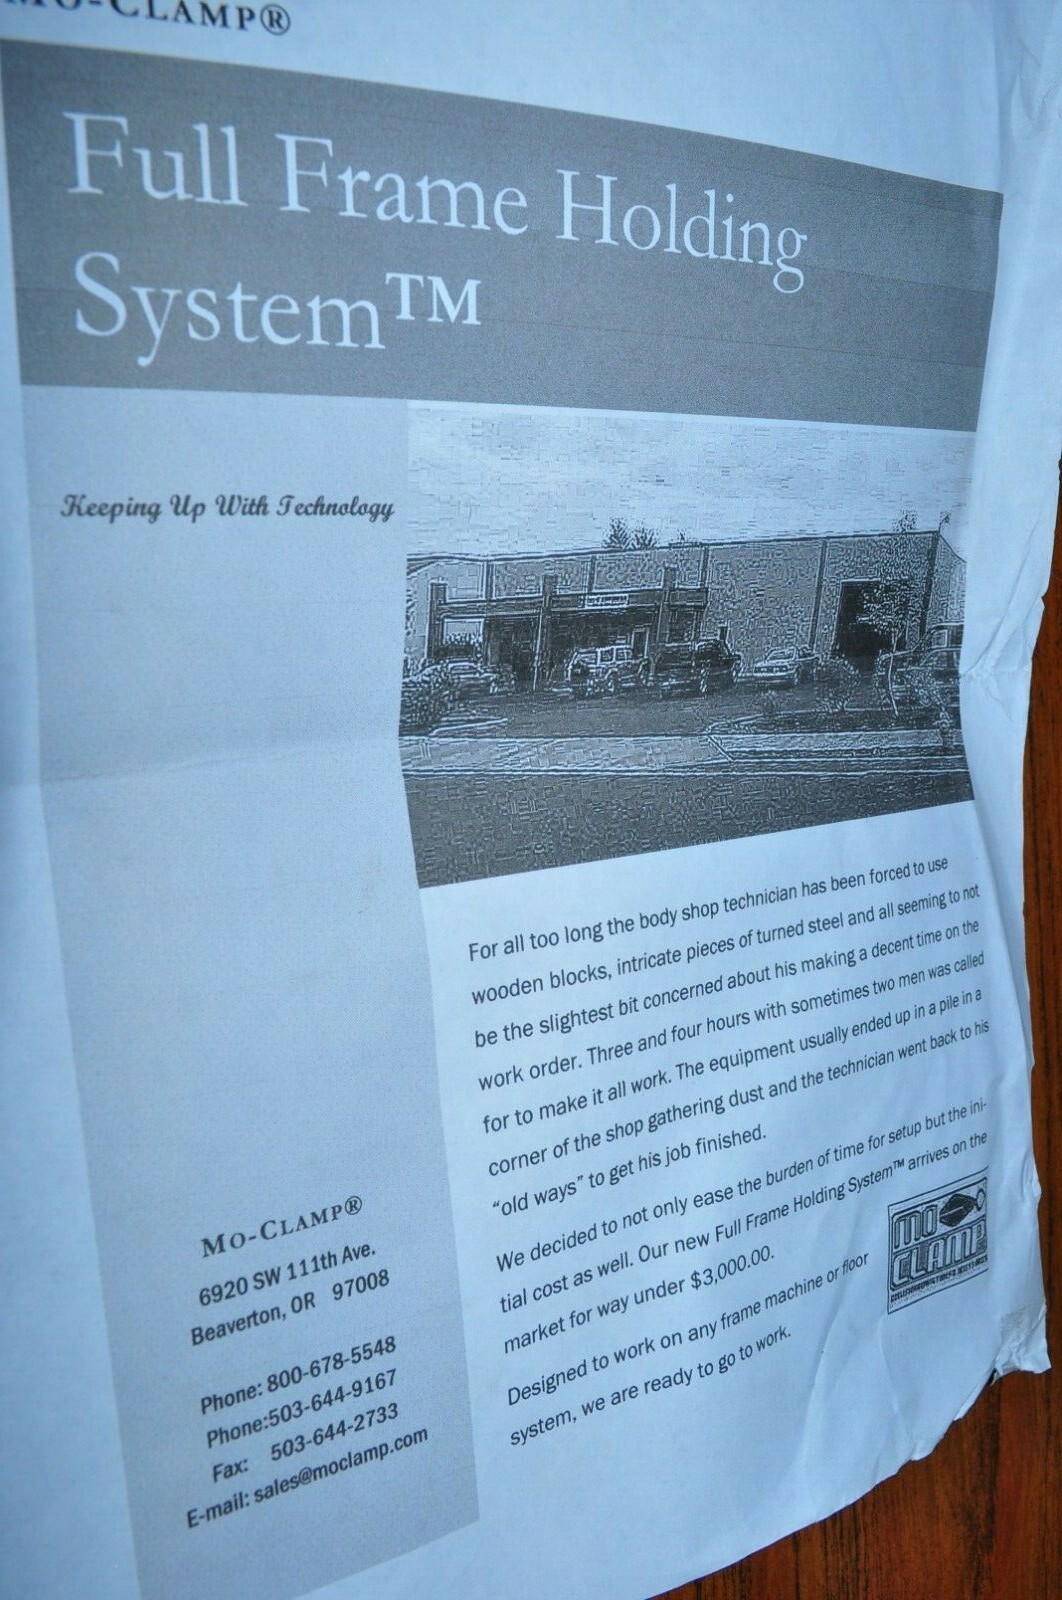 MO-CLAMP®
Full Frame Holding
System™
Keeping Up With Technology
For all too long the body shop technician has been forced to use
wooden blocks, intricate pieces of turned steel and all seeming to not
be the slightest bit concerned about his making a decent time on the
work order. Three and four hours with sometimes two men was called
for to make it all work. The equipment usually ended up in a pile in a
corner of the shop gathering dust and the technician went back to his
“old ways” to get his job finished.
We decided to not only ease the burden of time for setup but the ini-
tial cost as well. Our new Full Frame Holding System™ arrives on the
market for way under $3,000.00.
Designed to work on any frame machine or floor
system, we are ready to go to work.
MO
CLAMP
MO-CLAMP®
6920 SW 111th Ave.
Beaverton, OR 97008
Phone: 800-678-5548
Phone:503-644-9167
Fax: 503-644-2733
E-mail: sales@moclamp.com